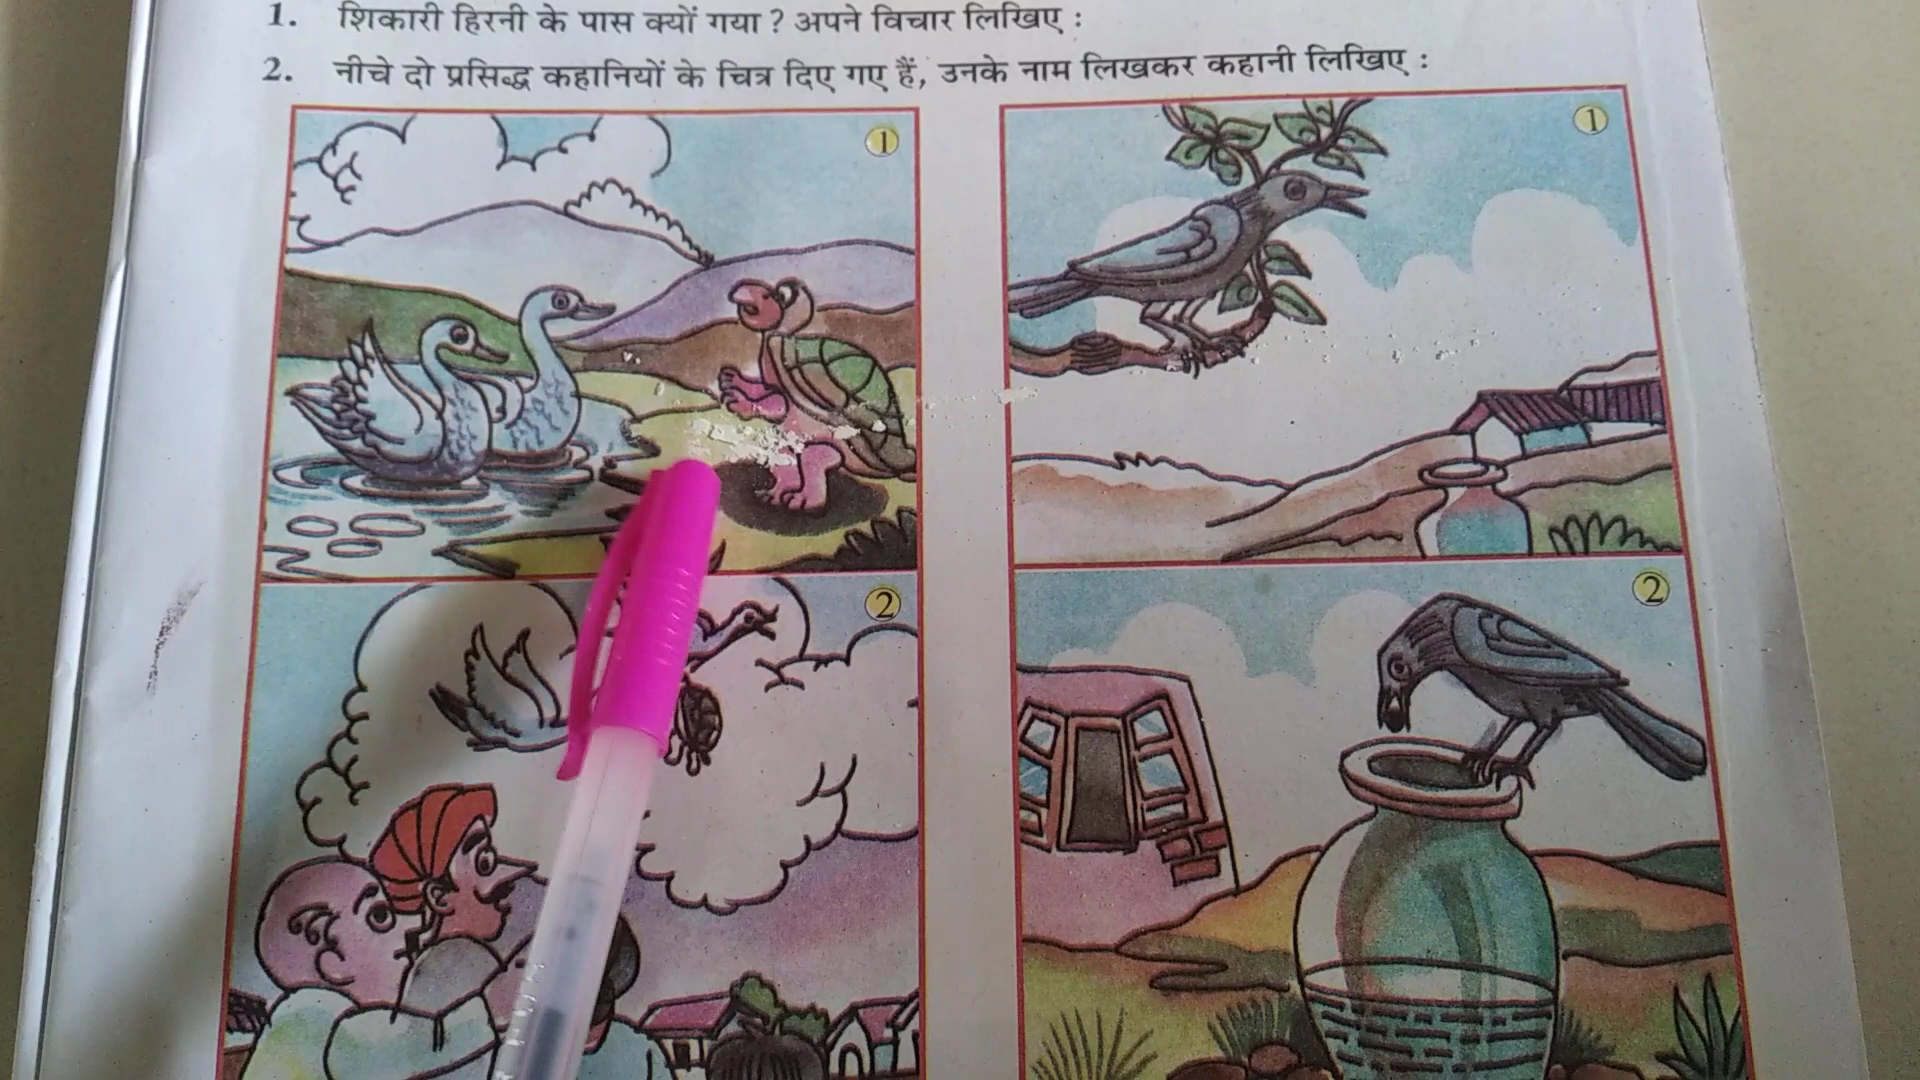 1. शिकारी हिरनी के पास क्यों गया ? अपने विचार लिखिए :
2. नीचे दो प्रसिद्ध कहानियों के चित्र दिए गए हैं, उनके नाम लिखकर कहानी लिखिए :
1 1
2 2